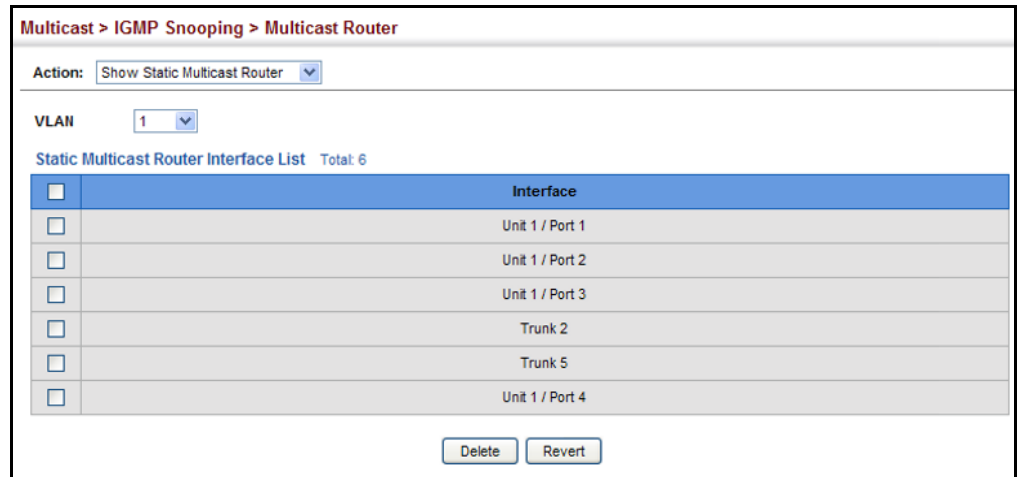 Multicast > IGMP Snooping > Multicast Router
Action: Show Static Multicast Router
VLAN 1
Static Multicast Router Interface List Total: 6
Interface
Unit 1 / Port 1
Unit 1 / Port 2
Unit 1 / Port 3
Trunk 2
Trunk 5
Unit 1 / Port 4
Delete Revert